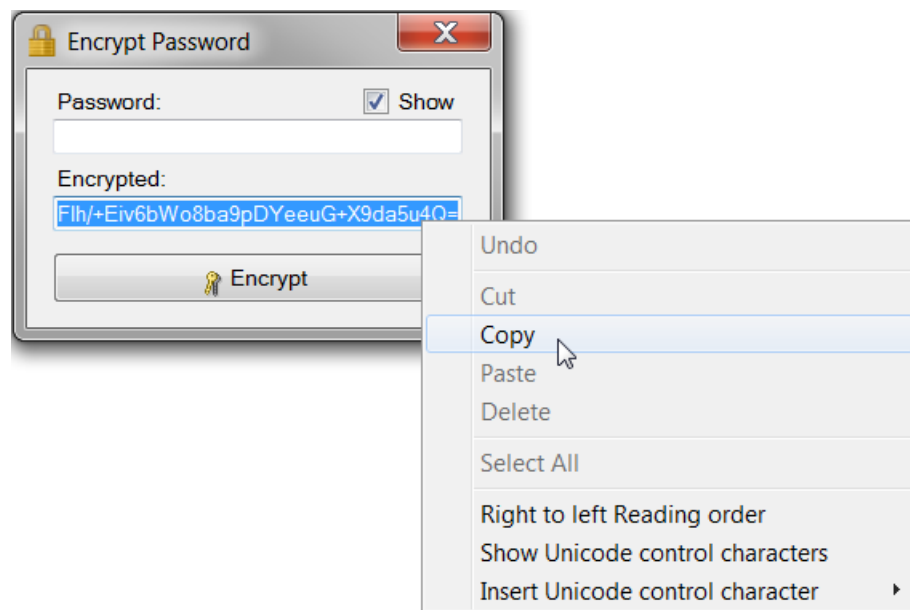 Encrypt Password
Password:
Show
Encrypted:
Flh/+Eiv6bWo8ba9pDYeeuG+X9da5u4Q=
Encrypt
Undo
Cut
Copy
Paste
Delete
Select All
Right to left Reading order
Show Unicode control characters
Insert Unicode control character